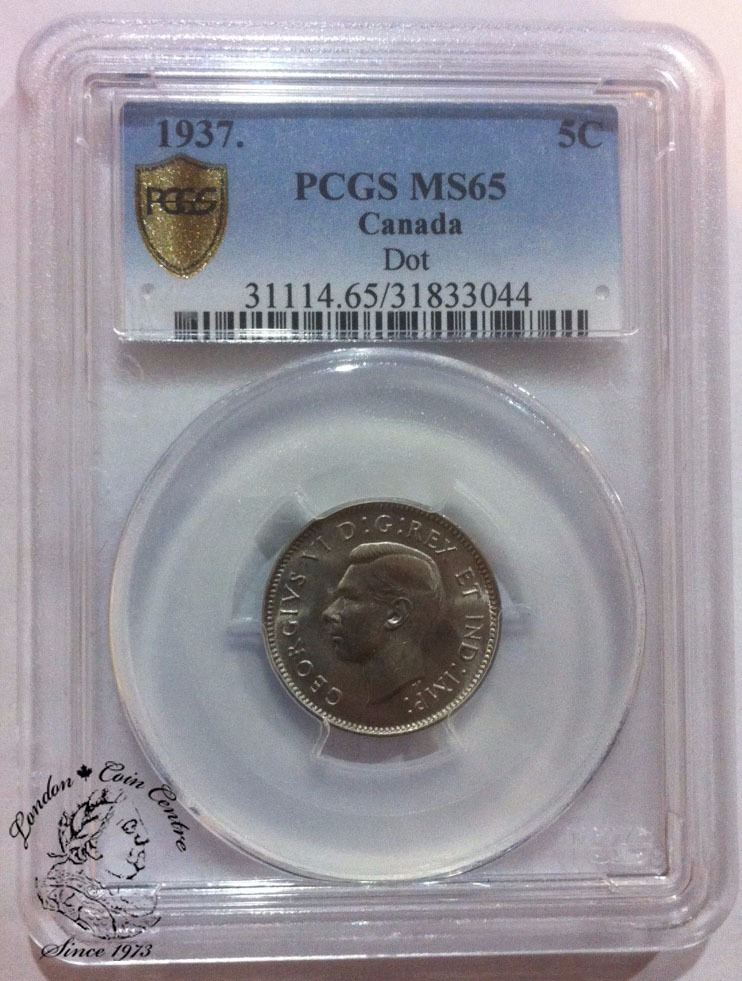 1937. 5C
PCGS
PCGS MS65
Canada
Dot
31114.65/31833044
GEORGIVS VI D:G:REX ET IND:IMP:
London Coin Centre
Since 1973